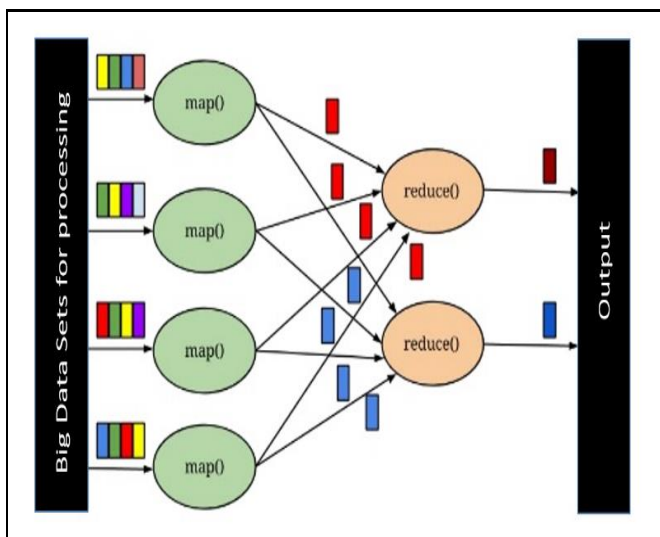 Big Data Sets for processing
map()
map()
map()
map()
reduce()
reduce()
Output